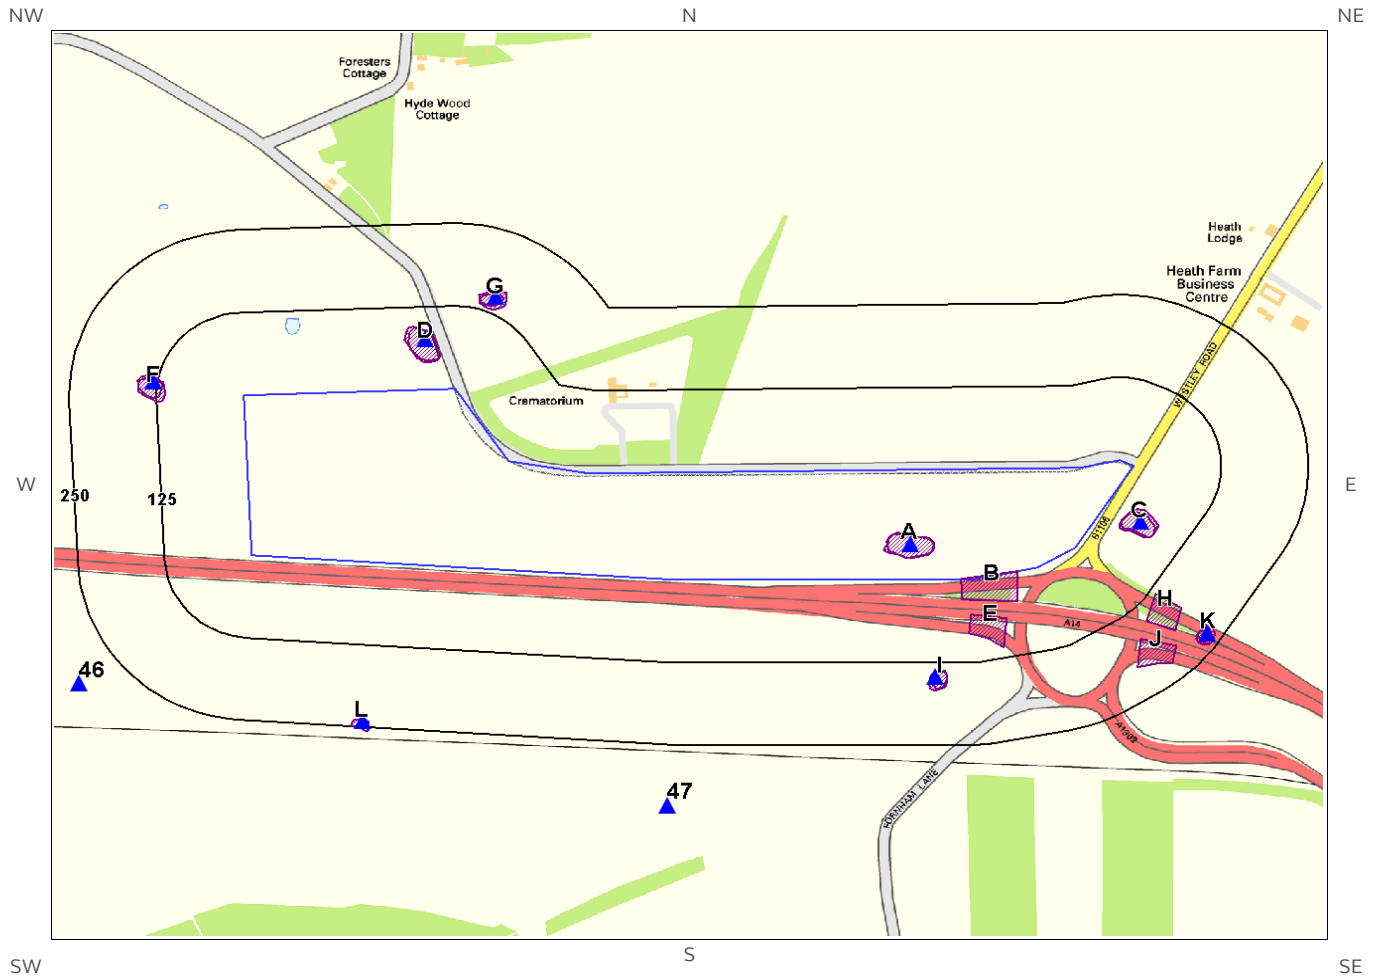 NW
N
NE
Foresters
Cottage
Hyde Wood
Cottage
Heath
Lodge
Heath Farm
Business
Centre
G
D
F
WESTLEY ROAD
Crematorium
W
250
125
E
C
B1106
A
B
H
E
K
A14
J
I
46
L
A1302
47
FORNHAM LANE
SW
S
SE